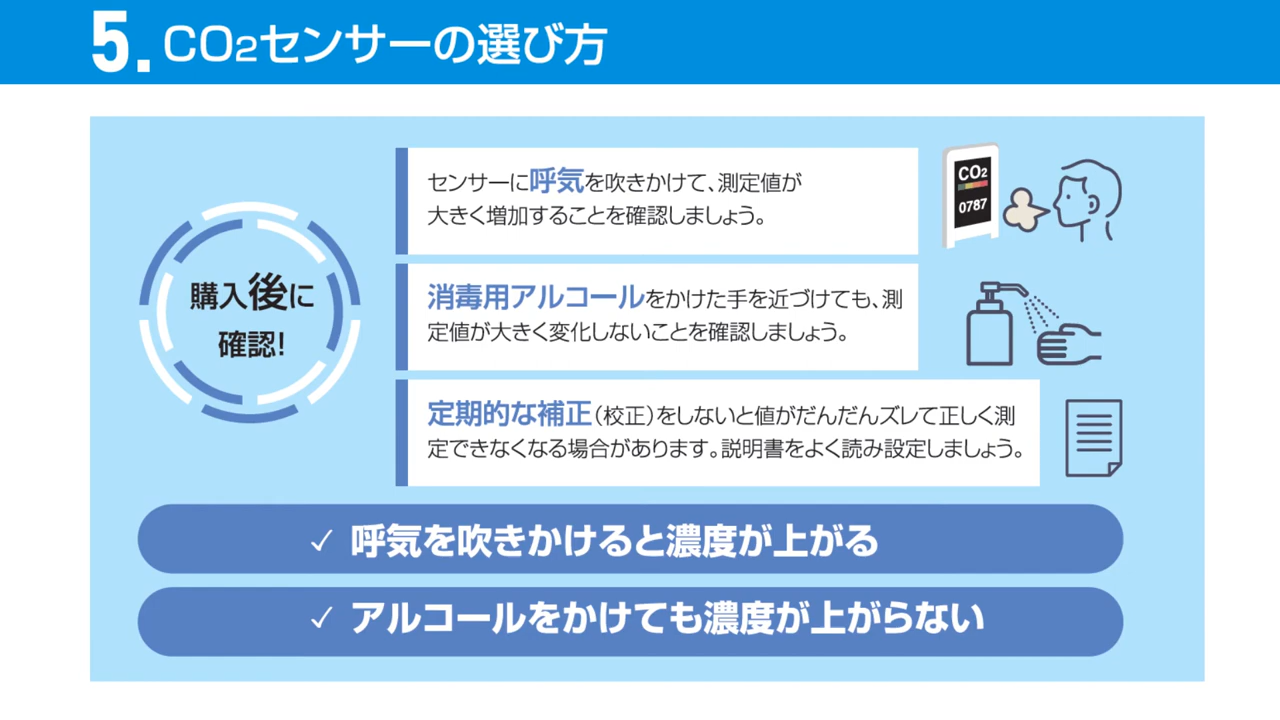 5. CO2センサーの選び方
購入後に
確認!
センサーに呼気を吹きかけて、測定値が
大きく増加することを確認しましょう。
CO2
0787
消毒用アルコールをかけた手を近づけても、測
定値が大きく変化しないことを確認しましょう。
定期的な補正(校正)をしないと値がだんだんズレて正しく測
定できなくなる場合があります。説明書をよく読み設定しましょう。
✓ 呼気を吹きかけると濃度が上がる
✓ アルコールをかけても濃度が上がらない